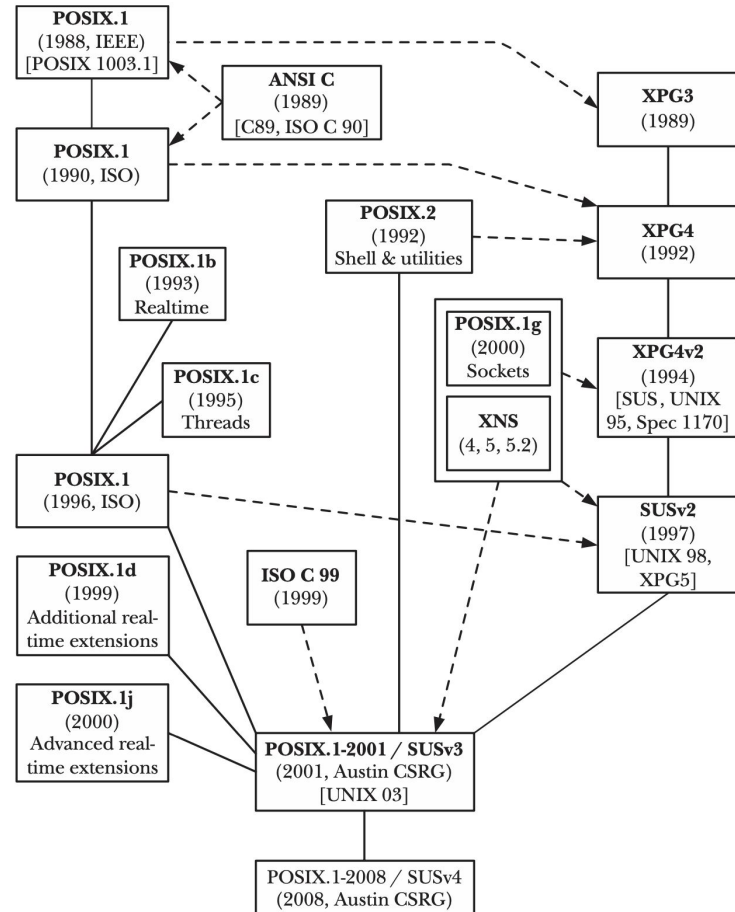 POSIX.1
(1988, IEEE)
[POSIX 1003.1]
ANSI C
(1989)
[C89, ISO C 90]
XPG3
(1989)
POSIX.1
(1990, ISO)
POSIX.2
(1992)
Shell & utilities
XPG4
(1992)
POSIX.1b
(1993)
Realtime
POSIX.1g
(2000)
Sockets
XPG4v2
(1994)
[SUS, UNIX
95, Spec 1170]
POSIX.1c
(1995)
Threads
XNS
(4, 5, 5.2)
POSIX.1
(1996, ISO)
SUSv2
(1997)
[UNIX 98,
XPG5]
POSIX.1d
(1999)
Additional real-
time extensions
ISO C 99
(1999)
POSIX.1j
(2000)
Advanced real-
time extensions
POSIX.1-2001 / SUSv3
(2001, Austin CSRG)
[UNIX 03]
POSIX.1-2008 / SUSv4
(2008, Austin CSRG)